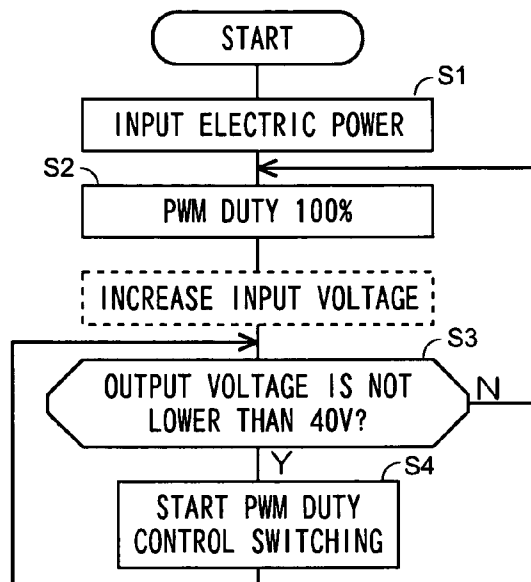 START
S1
INPUT ELECTRIC POWER
S2
PWM DUTY 100%
INCREASE INPUT VOLTAGE
S3
OUTPUT VOLTAGE IS NOT
LOWER THAN 40V?
N
Y
S4
START PWM DUTY
CONTROL SWITCHING